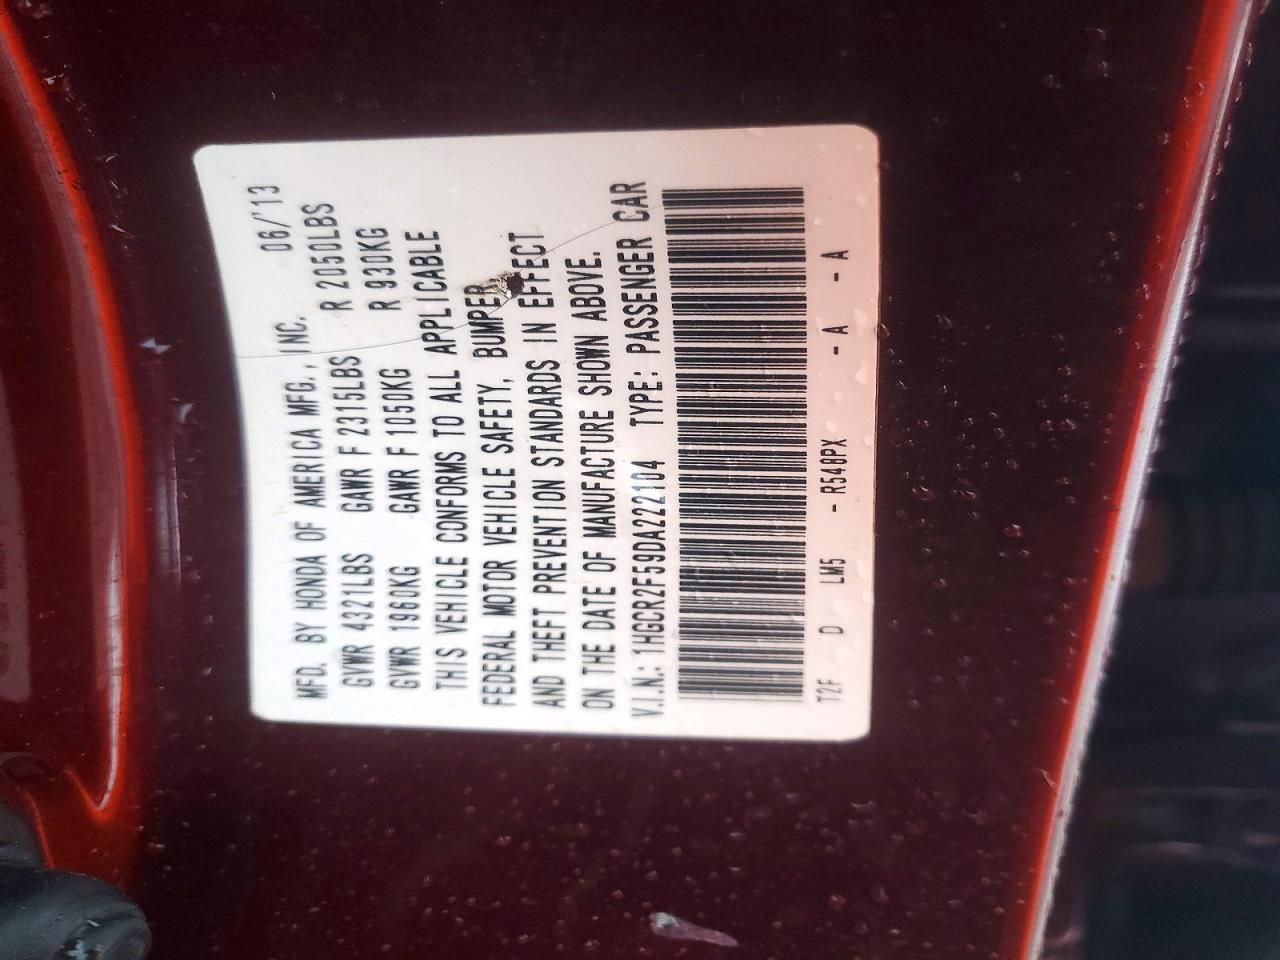 MFD. BY HONDA OF AMERICA MFG., INC. 06/'13
GVWR 4321LBS GAWR F 2315LBS R 2050LBS
GVWR 1960KG GAWR F 1050KG R 930KG
THIS VEHICLE CONFORMS TO ALL APPLICABLE
FEDERAL MOTOR VEHICLE SAFETY, BUMPER,
AND THEFT PREVENTION STANDARDS IN EFFECT
ON THE DATE OF MANUFACTURE SHOWN ABOVE.
V.I.N.: 1HGCR2F59DA222104 TYPE: PASSENGER CAR
T2F D LM5 - R548PX - A - A